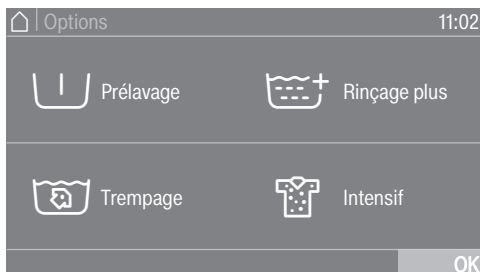 Options 11:02
Prélavage
Rinçage plus
Trempage
Intensif
OK